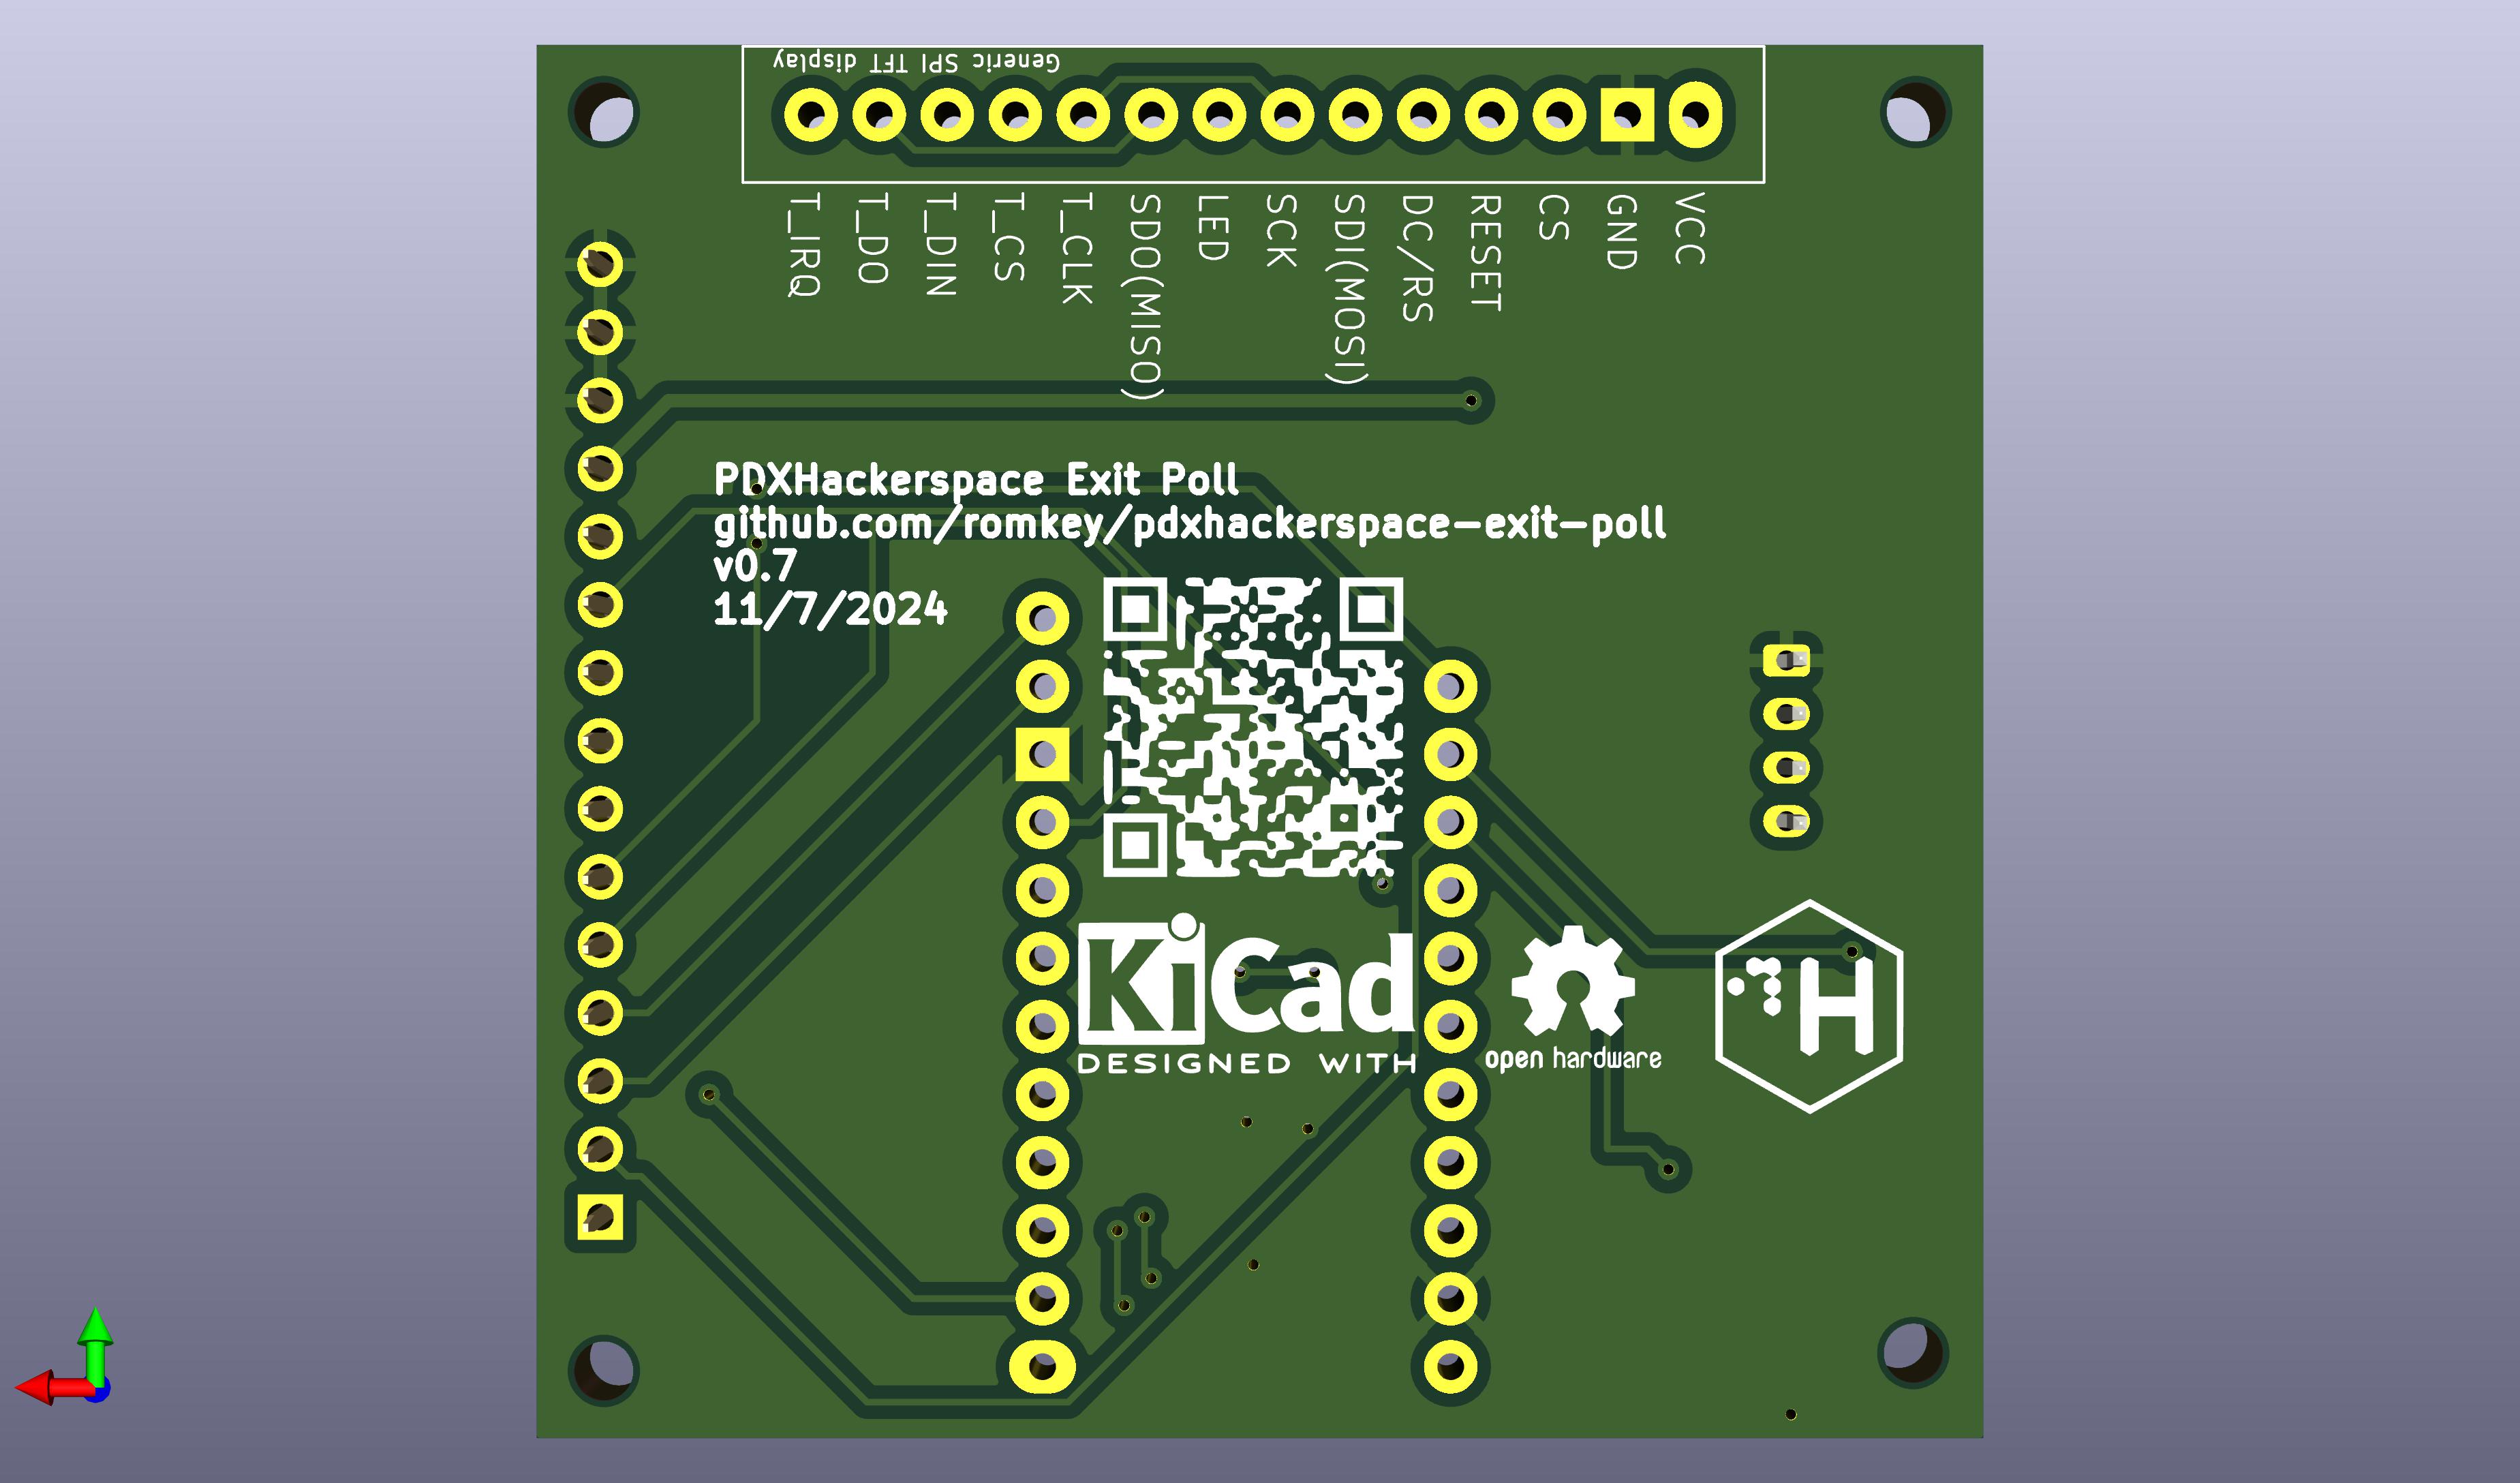 Generic SPI TFT display
T_IRQ
T_DO
T_DIN
T_CS
T_CLK
SDO(MISO)
LED
SCK
SDI(MOSI)
DC/RS
RESET
CS
GND
VCC
PDXHackerspace Exit Poll
github.com/romkey/pdxhackerspace-exit-poll
v0.7
11/7/2024
KiCad
DESIGNED WITH
open hardware
H